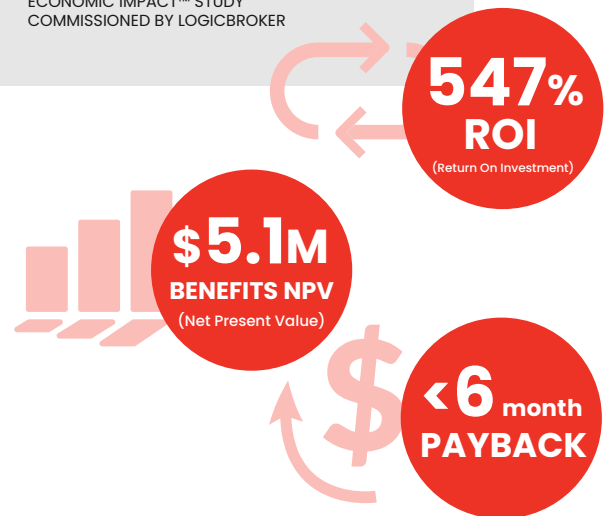 ECONOMIC IMPACT™ STUDY
COMMISSIONED BY LOGICBROKER
547%
ROI
(Return On Investment)
$5.1M
BENEFITS NPV
(Net Present Value)
$
<6 month
PAYBACK